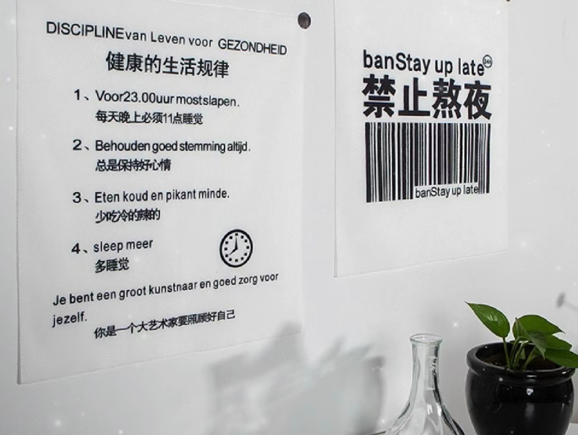 DISCIPLINE van Leven voor GEZONDHEID
健康的生活规律
1、Voor23.00uur mostslapen.
每天晚上必须11点睡觉
2、Behouden goed stemming altijd.
总是保持好心情
3、Eten koud en pikant minde.
少吃冷的辣的
4、sleep meer
多睡觉
Je bent een groot kunstnaar en goed zorg voor
jezelf.
你是一个大艺术家要照顾好自己
banStay up late
禁止熬夜
banStay up late